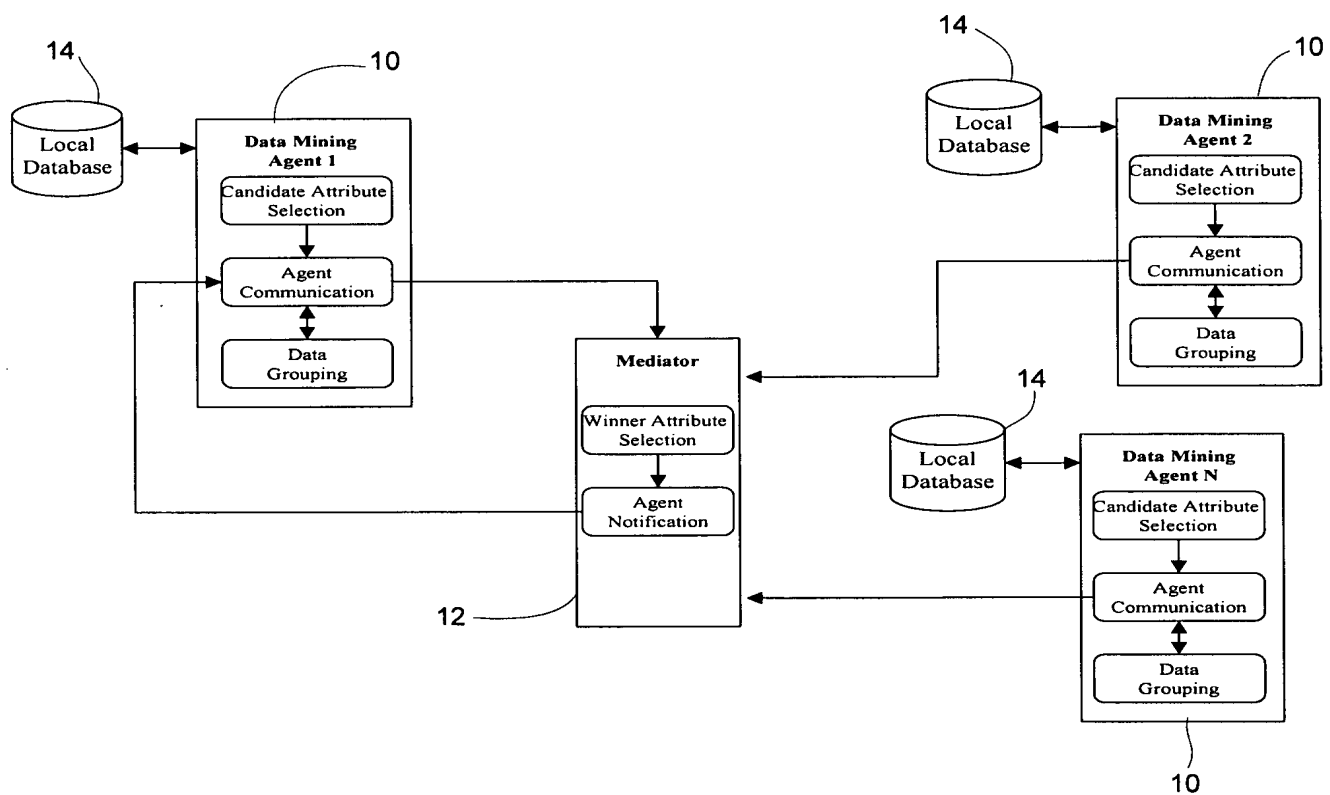 14
10
Local
Database
Data Mining
Agent 1
Candidate Attribute
Selection
Agent
Communication
Data
Grouping
14
10
Local
Database
Data Mining
Agent 2
Candidate Attribute
Selection
Agent
Communication
Data
Grouping
Mediator
Winner Attribute
Selection
Agent
Notification
12
14
Local
Database
Data Mining
Agent N
Candidate Attribute
Selection
Agent
Communication
Data
Grouping
10